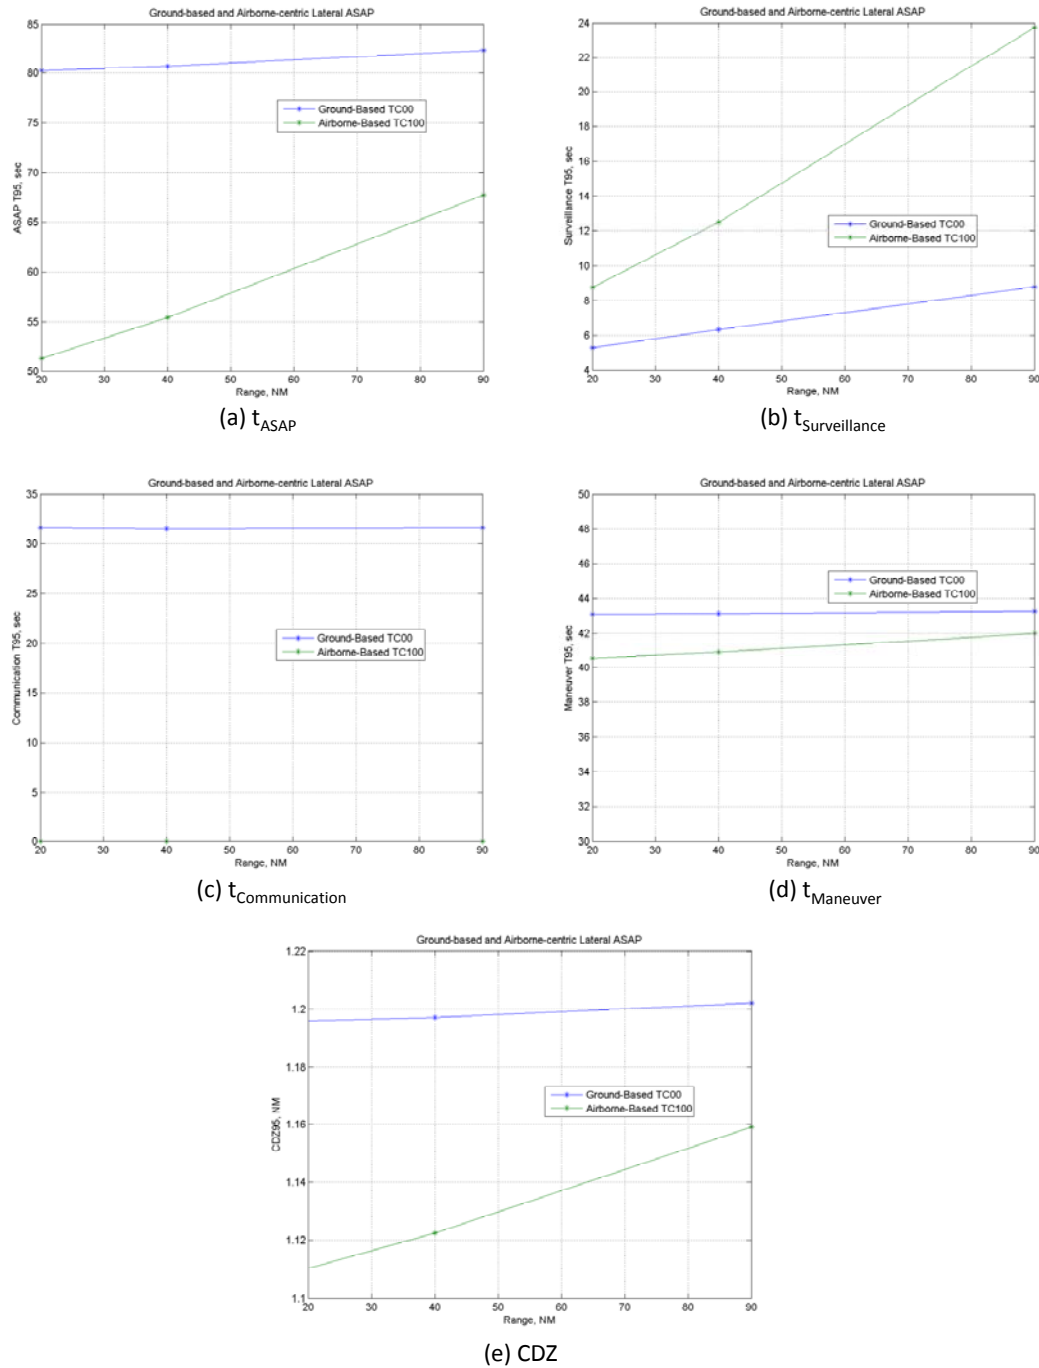 Ground-based and Airborne-centric Lateral ASAP
85
80
75
70
65
60
55
50
ASAP T95, sec
Ground-Based TC00
Airborne-Based TC100
20 30 40 50 60 70 80 90
Range, NM
(a) tASAP
Ground-based and Airborne-centric Lateral ASAP
24
22
20
18
16
14
12
10
8
6
4
Surveillance T95, sec
Ground-Based TC00
Airborne-Based TC100
20 30 40 50 60 70 80 90
Range, NM
(b) tSurveillance
Ground-based and Airborne-centric Lateral ASAP
35
30
25
20
15
10
5
0
Communication T95, sec
Ground-Based TC00
Airborne-Based TC100
20 30 40 50 60 70 80 90
Range, NM
(c) tCommunication
Ground-based and Airborne-centric Lateral ASAP
50
48
46
44
42
40
38
36
34
32
30
Maneuver T95, sec
Ground-Based TC00
Airborne-Based TC100
20 30 40 50 60 70 80 90
Range, NM
(d) tManeuver
Ground-based and Airborne-centric Lateral ASAP
1.22
1.2
1.18
1.16
1.14
1.12
1.1
CDZ95, NM
Ground-Based TC00
Airborne-Based TC100
20 30 40 50 60 70 80 90
Range, NM
(e) CDZ